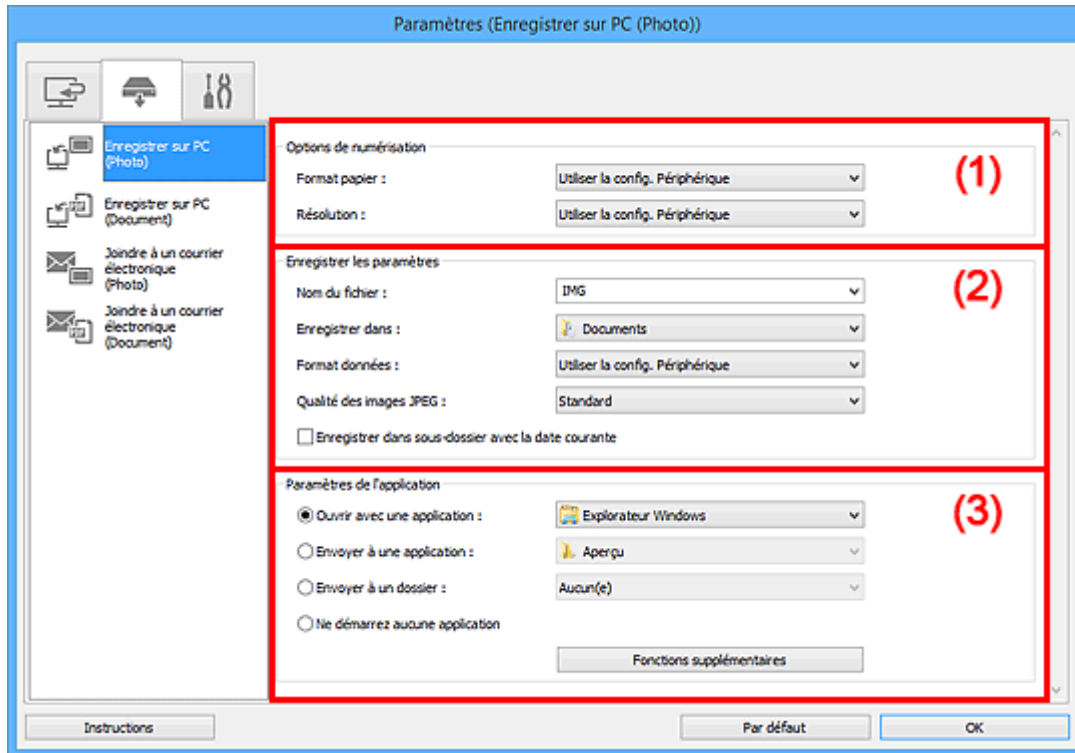 Paramètres (Enregistrer sur PC (Photo))
Enregistrer sur PC
(Photo)
Enregistrer sur PC
(Document)
Joindre à un courrier
électronique
(Photo)
Joindre à un courrier
électronique
(Document)
Options de numérisation
(1)
Format papier : Utiliser la config. Périphérique
Résolution : Utiliser la config. Périphérique
Enregistrer les paramètres
(2)
Nom du fichier : IMG
Enregistrer dans : Documents
Format données : Utiliser la config. Périphérique
Qualité des images JPEG : Standard
Enregistrer dans sous-dossier avec la date courante
Paramètres de l'application
(3)
Ouvrir avec une application : Explorateur Windows
Envoyer à une application : Aperçu
Envoyer à un dossier : Aucun(e)
Ne démarrez aucune application
Fonctions supplémentaires
Instructions Par défaut OK